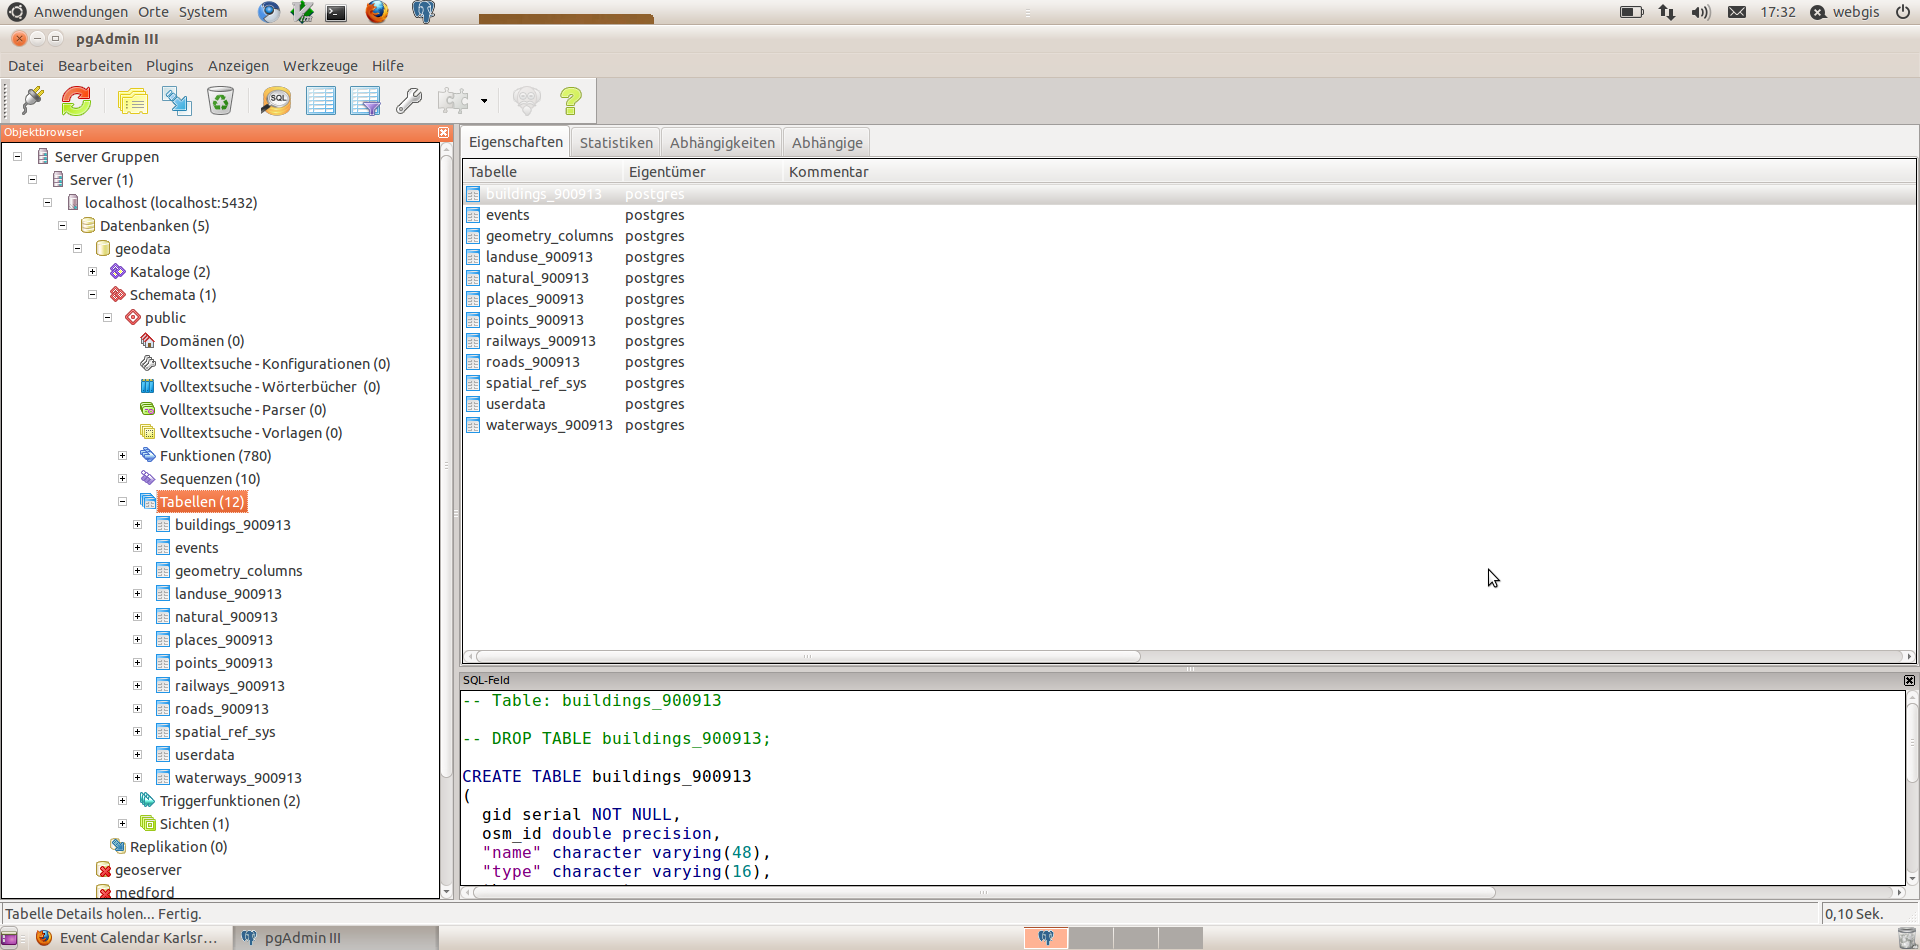 Anwendungen Orte System
17:32 webgis
pgAdmin III
Datei Bearbeiten Plugins Anzeigen Werkzeuge Hilfe
SQL
Objektbrowser
Server Gruppen
Server (1)
localhost (localhost:5432)
Datenbanken (5)
geodata
Kataloge (2)
Schemata (1)
public
Domänen (0)
Volltextsuche-Konfigurationen (0)
Volltextsuche-Wörterbücher (0)
Volltextsuche-Parser (0)
Volltextsuche-Vorlagen (0)
Funktionen (780)
Sequenzen (10)
Tabellen (12)
buildings_900913
events
geometry_columns
landuse_900913
natural_900913
places_900913
points_900913
railways_900913
roads_900913
spatial_ref_sys
userdata
waterways_900913
Triggerfunktionen (2)
Sichten (1)
Replikation (0)
geoserver
medford
Eigenschaften Statistiken Abhängigkeiten Abhängige
Tabelle Eigentümer Kommentar
buildings_900913 postgres
events postgres
geometry_columns postgres
landuse_900913 postgres
natural_900913 postgres
places_900913 postgres
points_900913 postgres
railways_900913 postgres
roads_900913 postgres
spatial_ref_sys postgres
userdata postgres
waterways_900913 postgres
SQL-Feld
-- Table: buildings_900913
-- DROP TABLE buildings_900913;
CREATE TABLE buildings_900913
(
gid serial NOT NULL,
osm_id double precision,
"name" character varying(48),
"type" character varying(16),
Tabelle Details holen... Fertig.
0,10 Sek.
Event Calendar Karlsr...
pgAdmin III